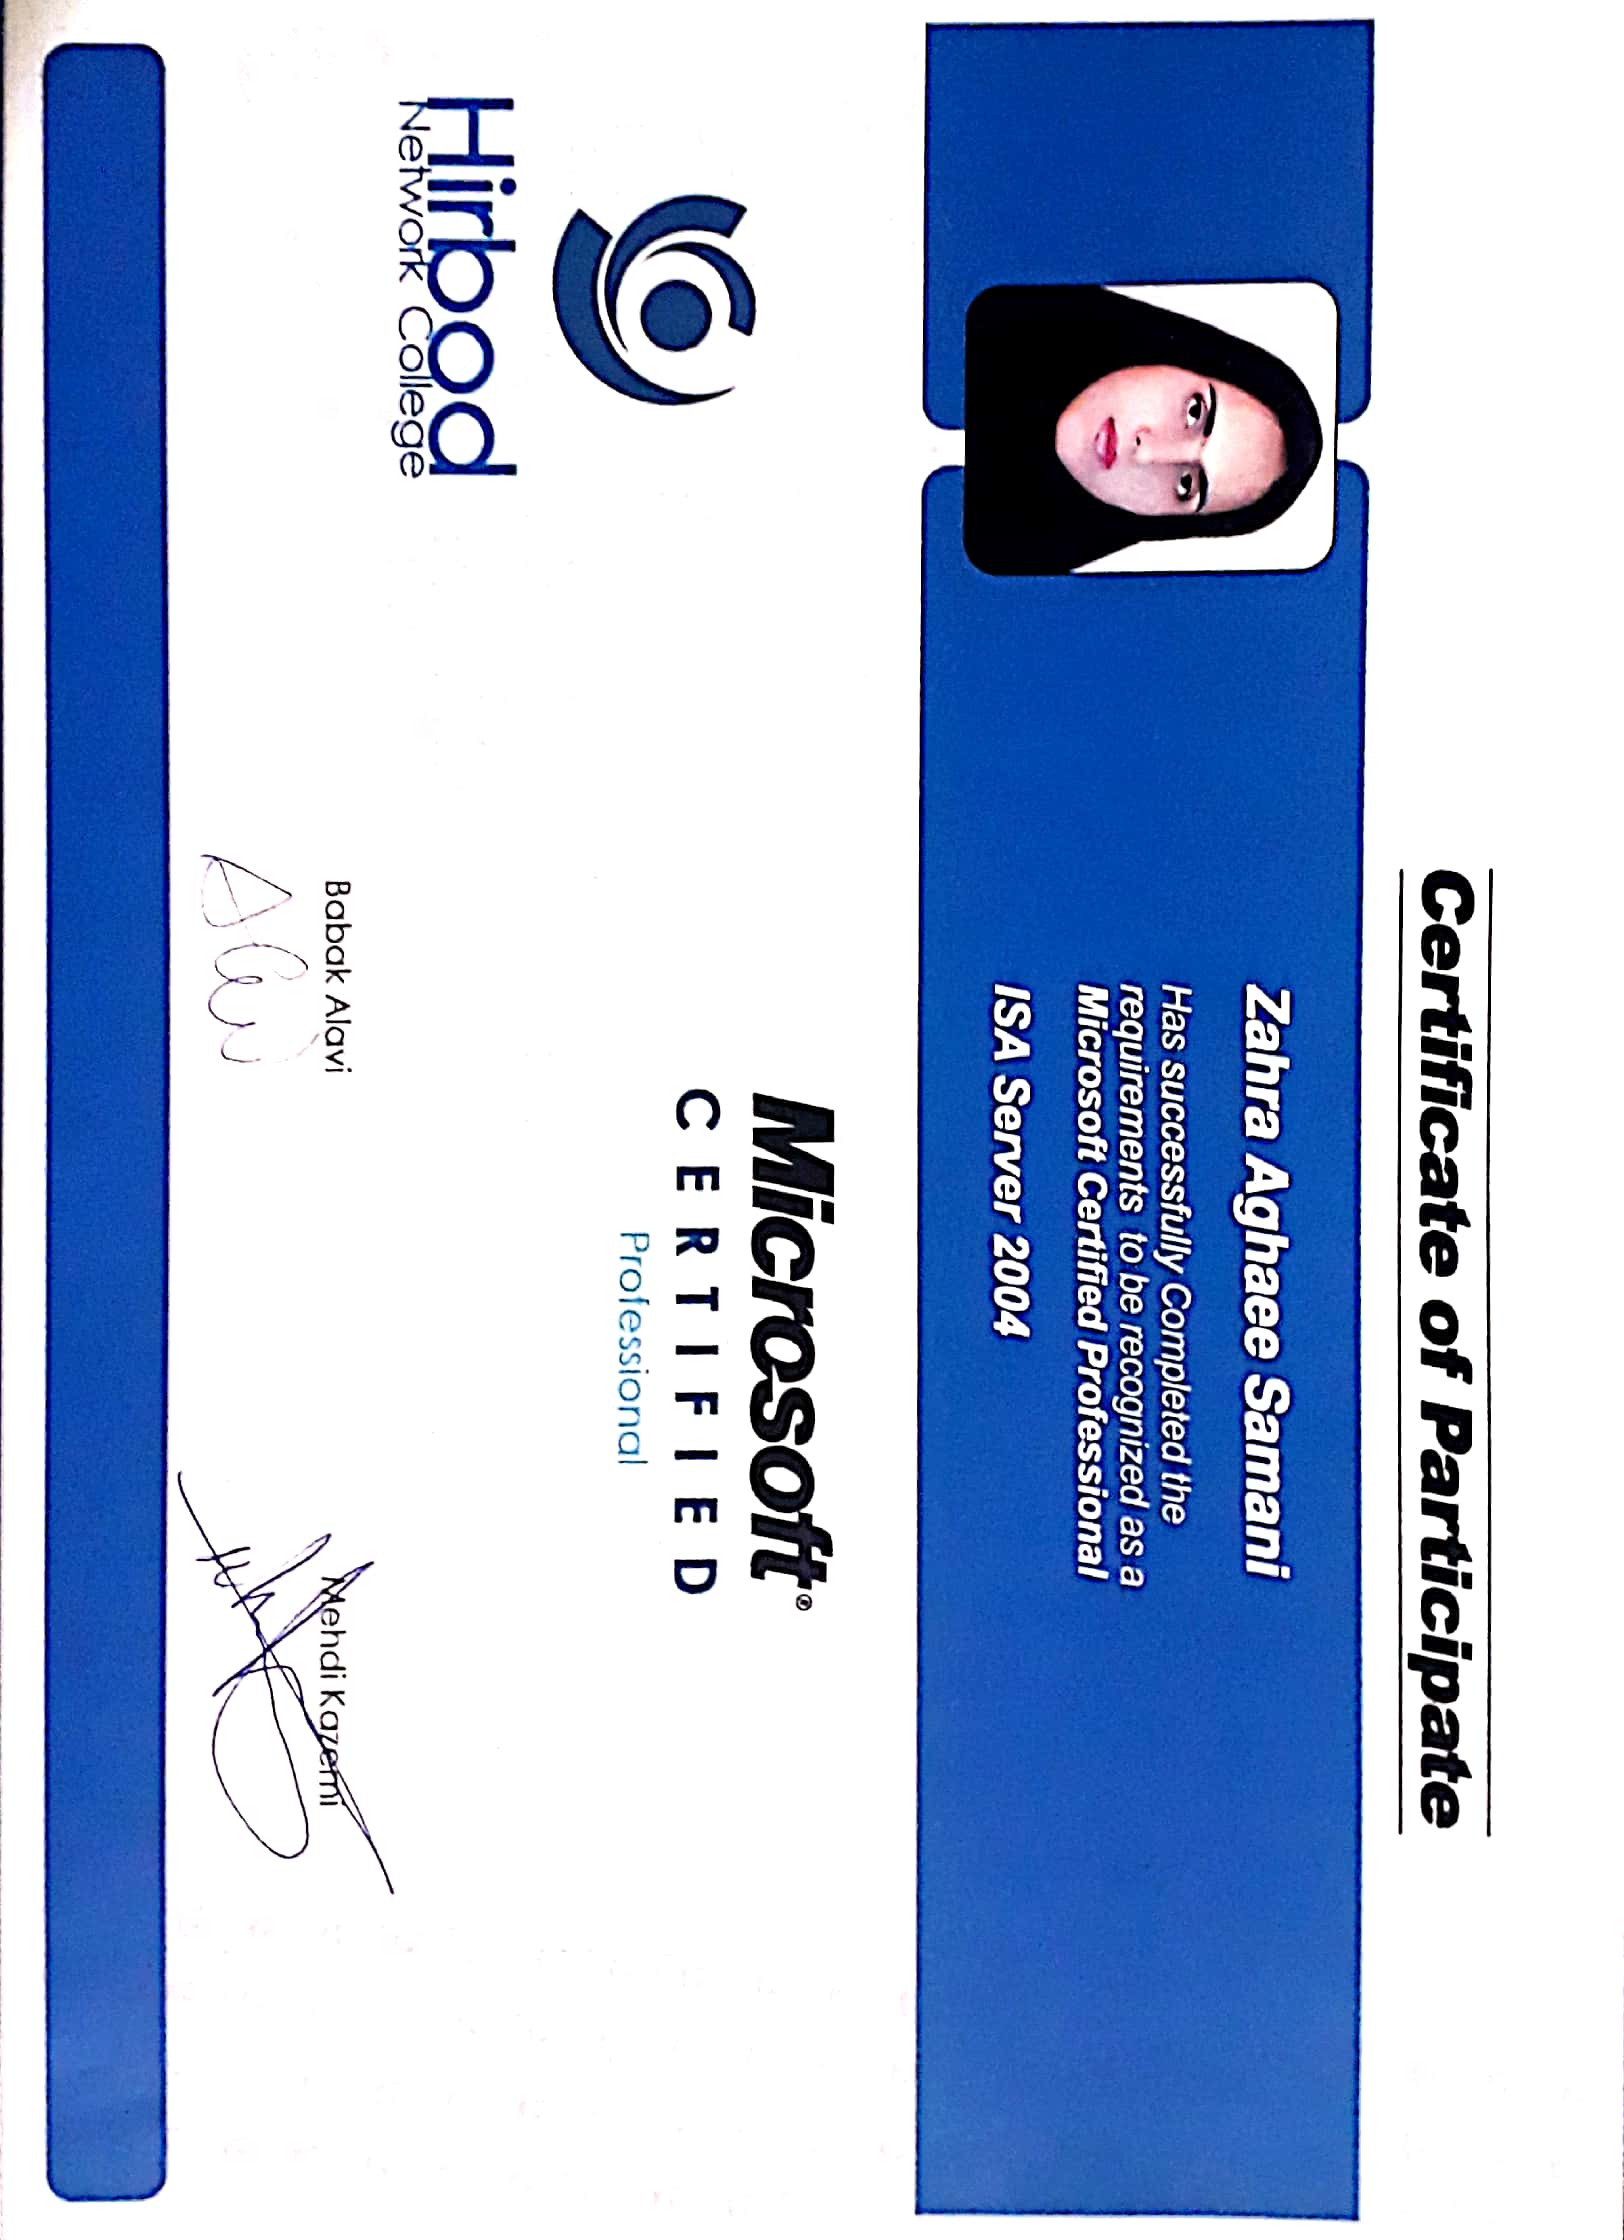 Certificate of Participate
Zahra Aghaee Samani
Has successfully Completed the
requirements to be recognized as a
Microsoft Certified Professional
ISA Server 2004
Microsoft®
CERTIFIED
Professional
Hirbod
Network College
Babak Alavi
Mehdi Kazemi
Alavi